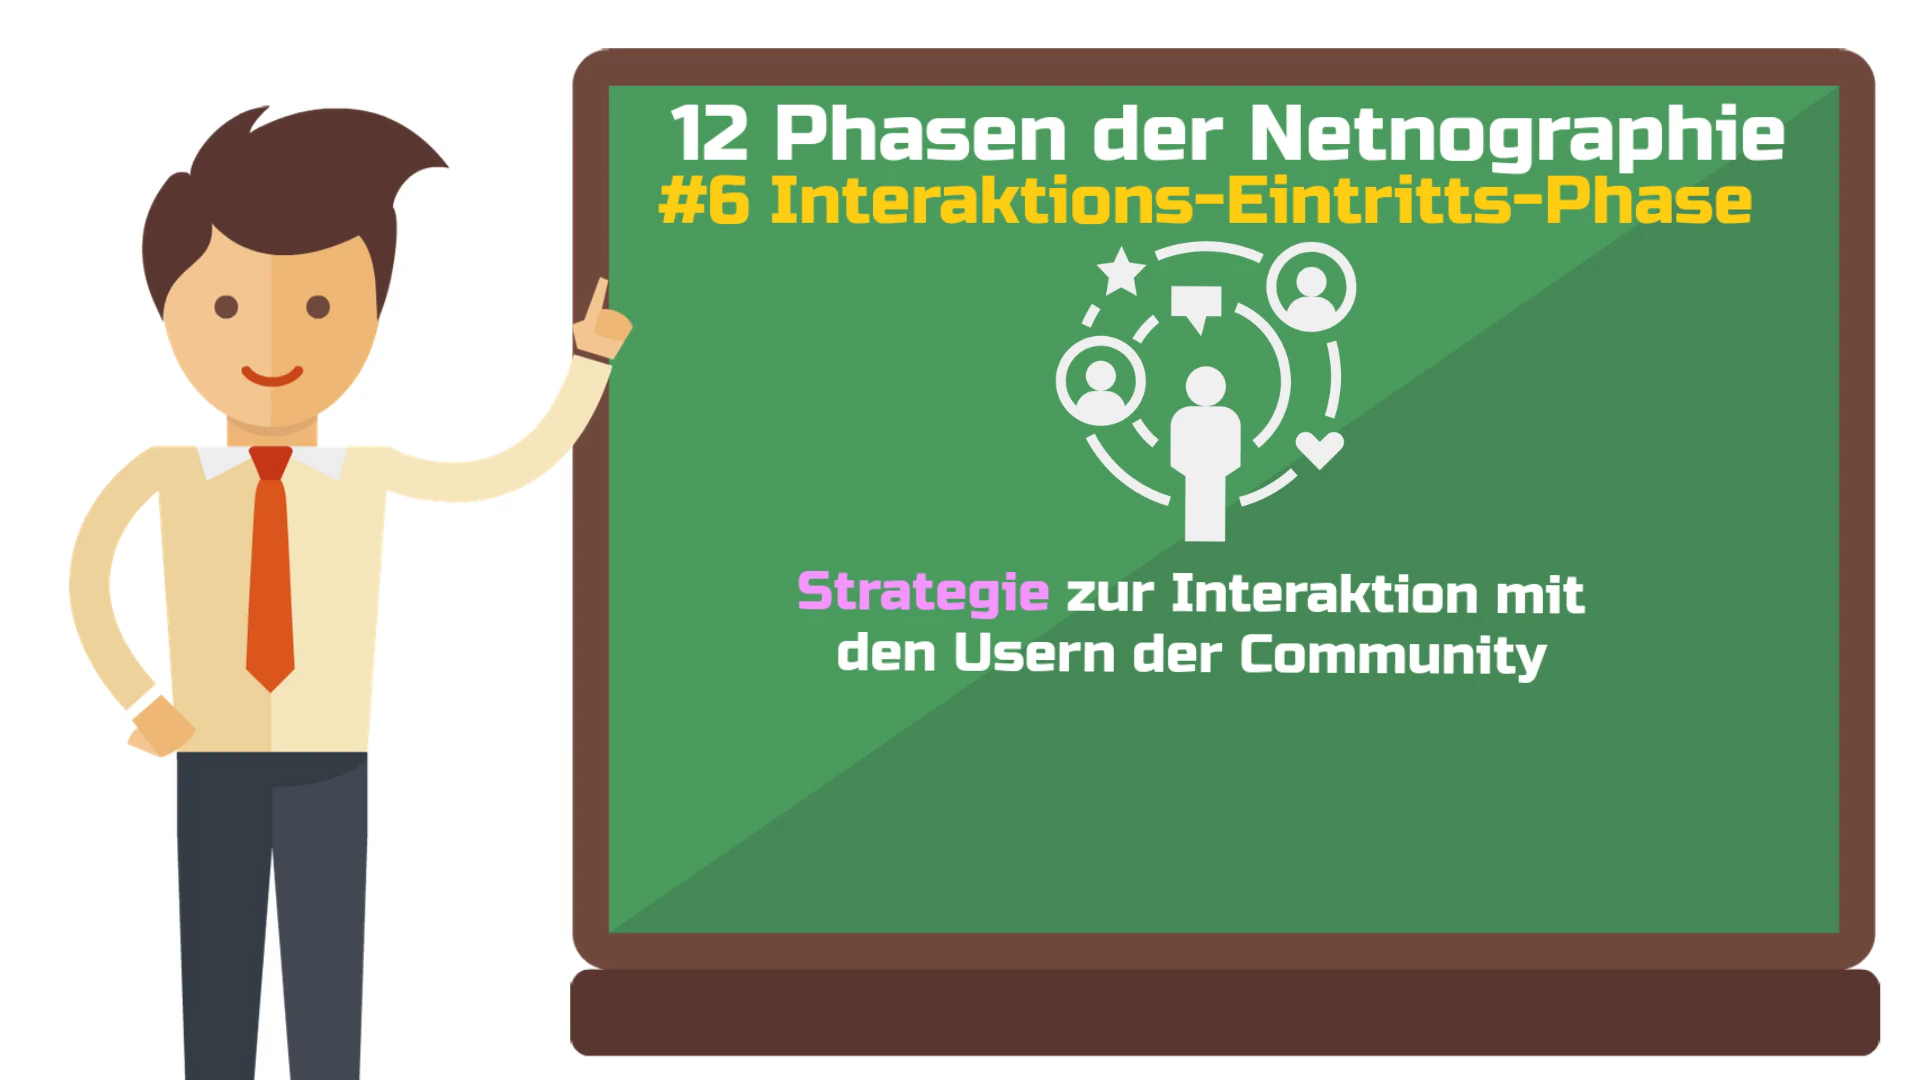 12 Phasen der Netnographie
#6 Interaktions-Eintritts-Phase
Strategie zur Interaktion mit
den Usern der Community